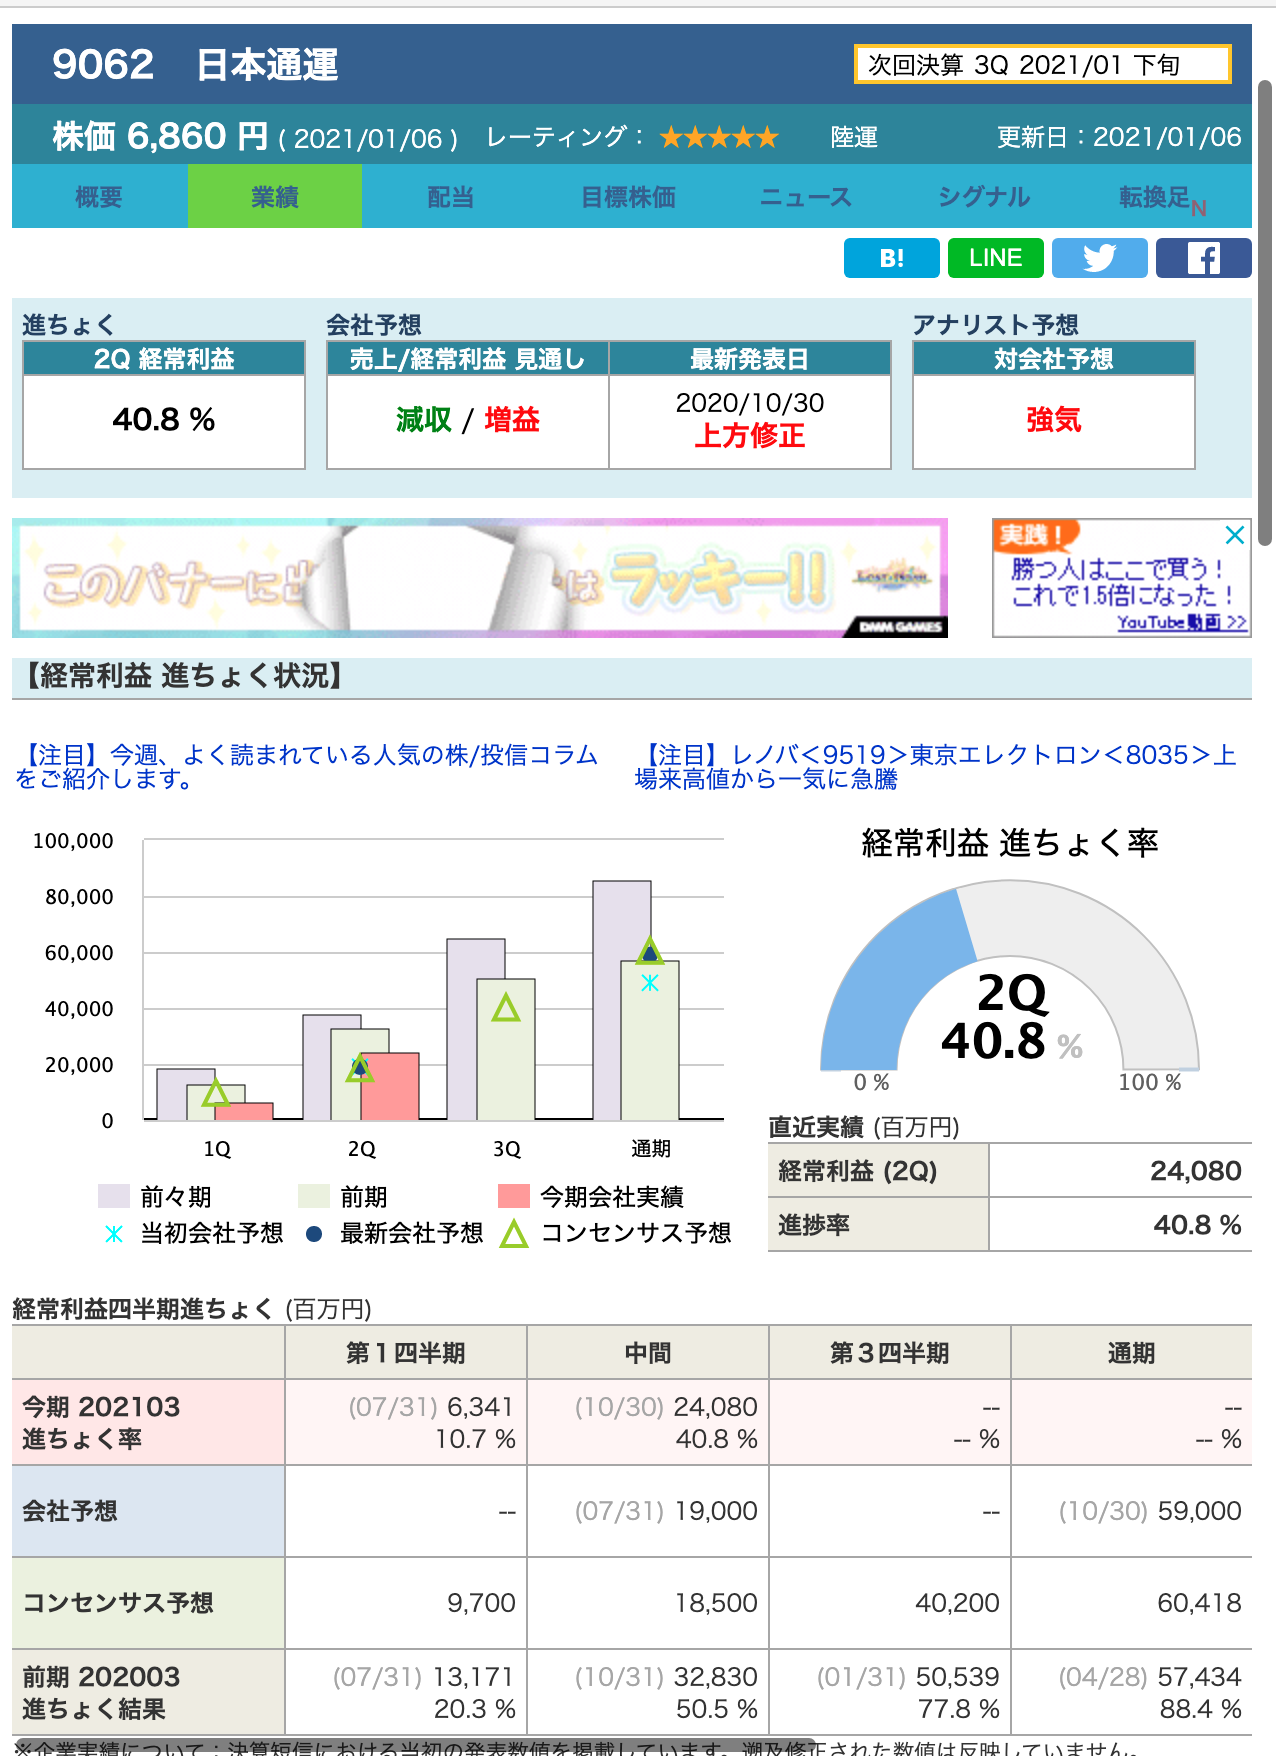 9062　日本通運
次回決算 3Q 2021/01 下旬
株価 6,860 円 ( 2021/01/06 )　レーティング： ★★★★★　陸運　更新日：2021/01/06
概要　業績　配当　目標株価　ニュース　シグナル　転換足N
B!　LINE
進ちょく　会社予想　アナリスト予想
2Q 経常利益　売上/経常利益 見通し　最新発表日　対会社予想
40.8 %　減収 / 増益　2020/10/30　強気
上方修正
このバナーに出　は ラッキー!!
DMM GAMES
実践！
勝つ人はここで買う！
これで1.5倍になった！
YouTube動画 >>
【経常利益 進ちょく状況】
【注目】今週、よく読まれている人気の株/投信コラム
をご紹介します。
【注目】レノバ＜9519＞東京エレクトロン＜8035＞上
場来高値から一気に急騰
100,000
80,000
60,000
40,000
20,000
0
1Q　2Q　3Q　通期
前々期　前期　今期会社実績
当初会社予想　最新会社予想　コンセンサス予想
経常利益 進ちょく率
2Q
40.8 %
0 %　100 %
直近実績 (百万円)
経常利益 (2Q)　24,080
進捗率　40.8 %
経常利益四半期進ちょく (百万円)
第１四半期　中間　第３四半期　通期
今期 202103　(07/31) 6,341　(10/30) 24,080　--　--
進ちょく率　10.7 %　40.8 %　-- %　-- %
会社予想　--　(07/31) 19,000　--　(10/30) 59,000
コンセンサス予想　9,700　18,500　40,200　60,418
前期 202003　(07/31) 13,171　(10/31) 32,830　(01/31) 50,539　(04/28) 57,434
進ちょく結果　20.3 %　50.5 %　77.8 %　88.4 %
※企業実績について：決算短信における当初の発表数値を掲載しています。遡及修正された数値は反映していません。